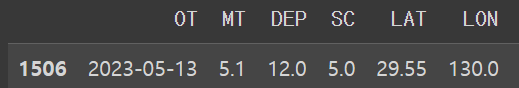 OT MT DEP SC LAT LON
1506 2023-05-13 5.1 12.0 5.0 29.55 130.0